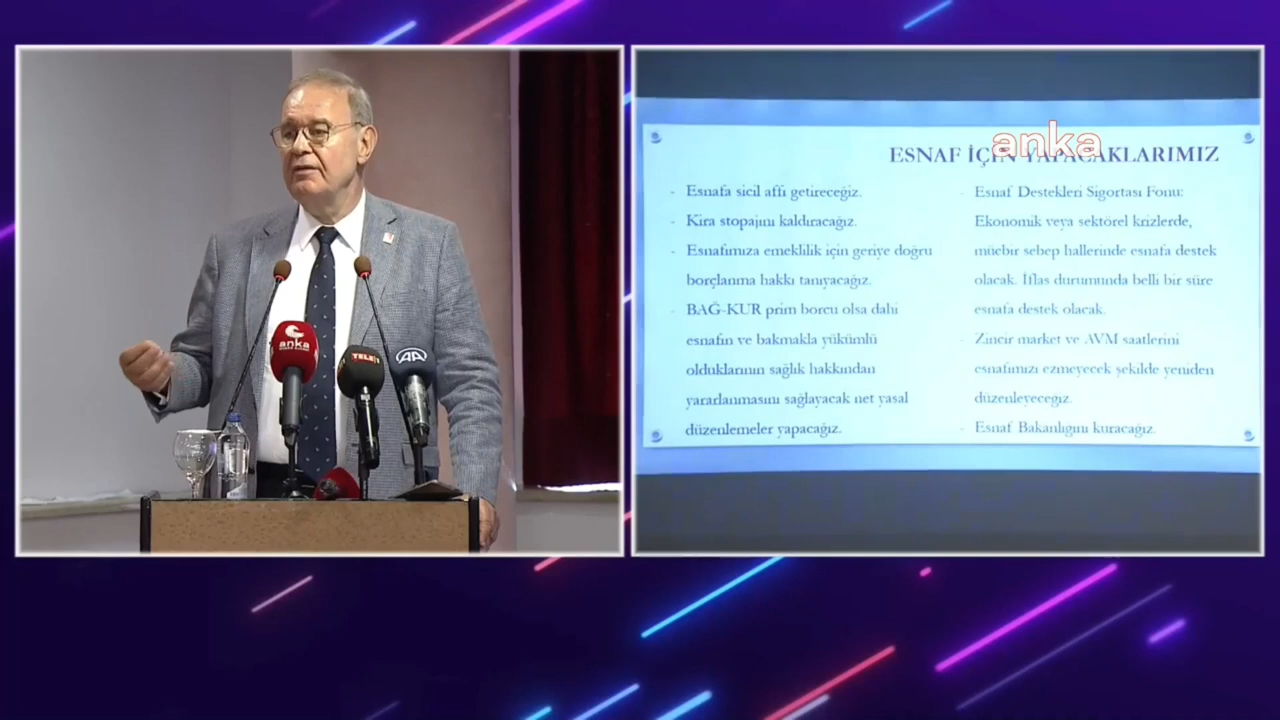 anka
ESNAF İÇİN YAPACAKLARIMIZ
- Esnafa sicil affı getireceğiz.
- Kira stopajını kaldıracağız.
- Esnafımıza emeklilik için geriye doğru
borçlanma hakkı tanıyacağız.
- BAĞ-KUR prim borcu olsa dahi
esnafın ve bakmakla yükümlü
olduklarının sağlık hakkından
yararlanmasını sağlayacak net yasal
düzenlemeler yapacağız.
- Esnaf Destekleri Sigortası Fonu:
Ekonomik veya sektörel krizlerde,
mücbir sebep hallerinde esnafa destek
olacak. İflas durumunda belli bir süre
esnafa destek olacak.
- Zincir market ve AVM saatlerini
esnafımızı ezmeyecek şekilde yeniden
düzenleyeceğiz.
- Esnaf Bakanlığını kuracağız.
anka
TELE1
AA